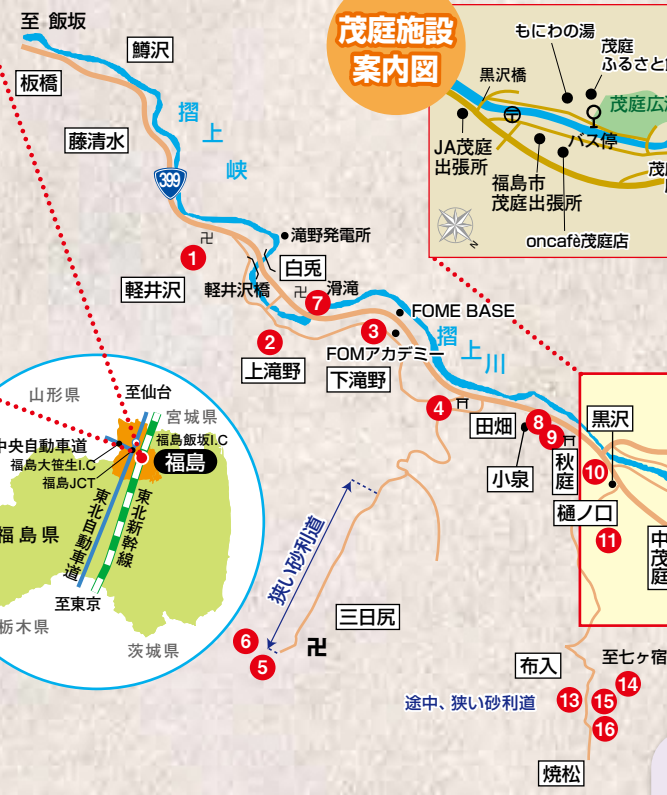 至 飯坂
鱒沢
板橋
藤清水
摺上峡
399
卍
1
軽井沢
滝野発電所
白兎
軽井沢橋
卍
7
滑滝
2
上滝野
3
FOME BASE
FOMアカデミー
下滝野
摺上川
4
田畑
8
9
小泉
秋庭
黒沢
10
樋ノ口
11
中茂庭
狭い砂利道
三日尻
卍
6
5
布入
至七ヶ宿
途中、狭い砂利道
13
14
15
16
焼松
茂庭施設
案内図
もにわの湯
茂庭
ふるさと
黒沢橋
茂庭広
〒
バス停
JA茂庭
出張所
福島市
茂庭出張所
oncafè茂庭店
茂
N
山形県
至仙台
宮城県
中央自動車道
福島飯坂I.C
福島大笹生I.C
福島JCT
福島
東北新幹線
東北自動車道
福島県
至東京
栃木県
茨城県